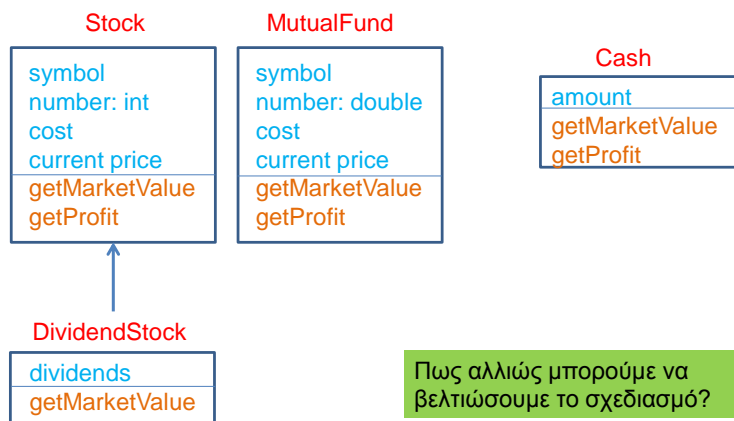 Stock
symbol
number: int
cost
current price
getMarketValue
getProfit
MutualFund
symbol
number: double
cost
current price
getMarketValue
getProfit
Cash
amount
getMarketValue
getProfit
DividendStock
dividends
getMarketValue
Πως αλλιώς μπορούμε να
βελτιώσουμε το σχεδιασμό?